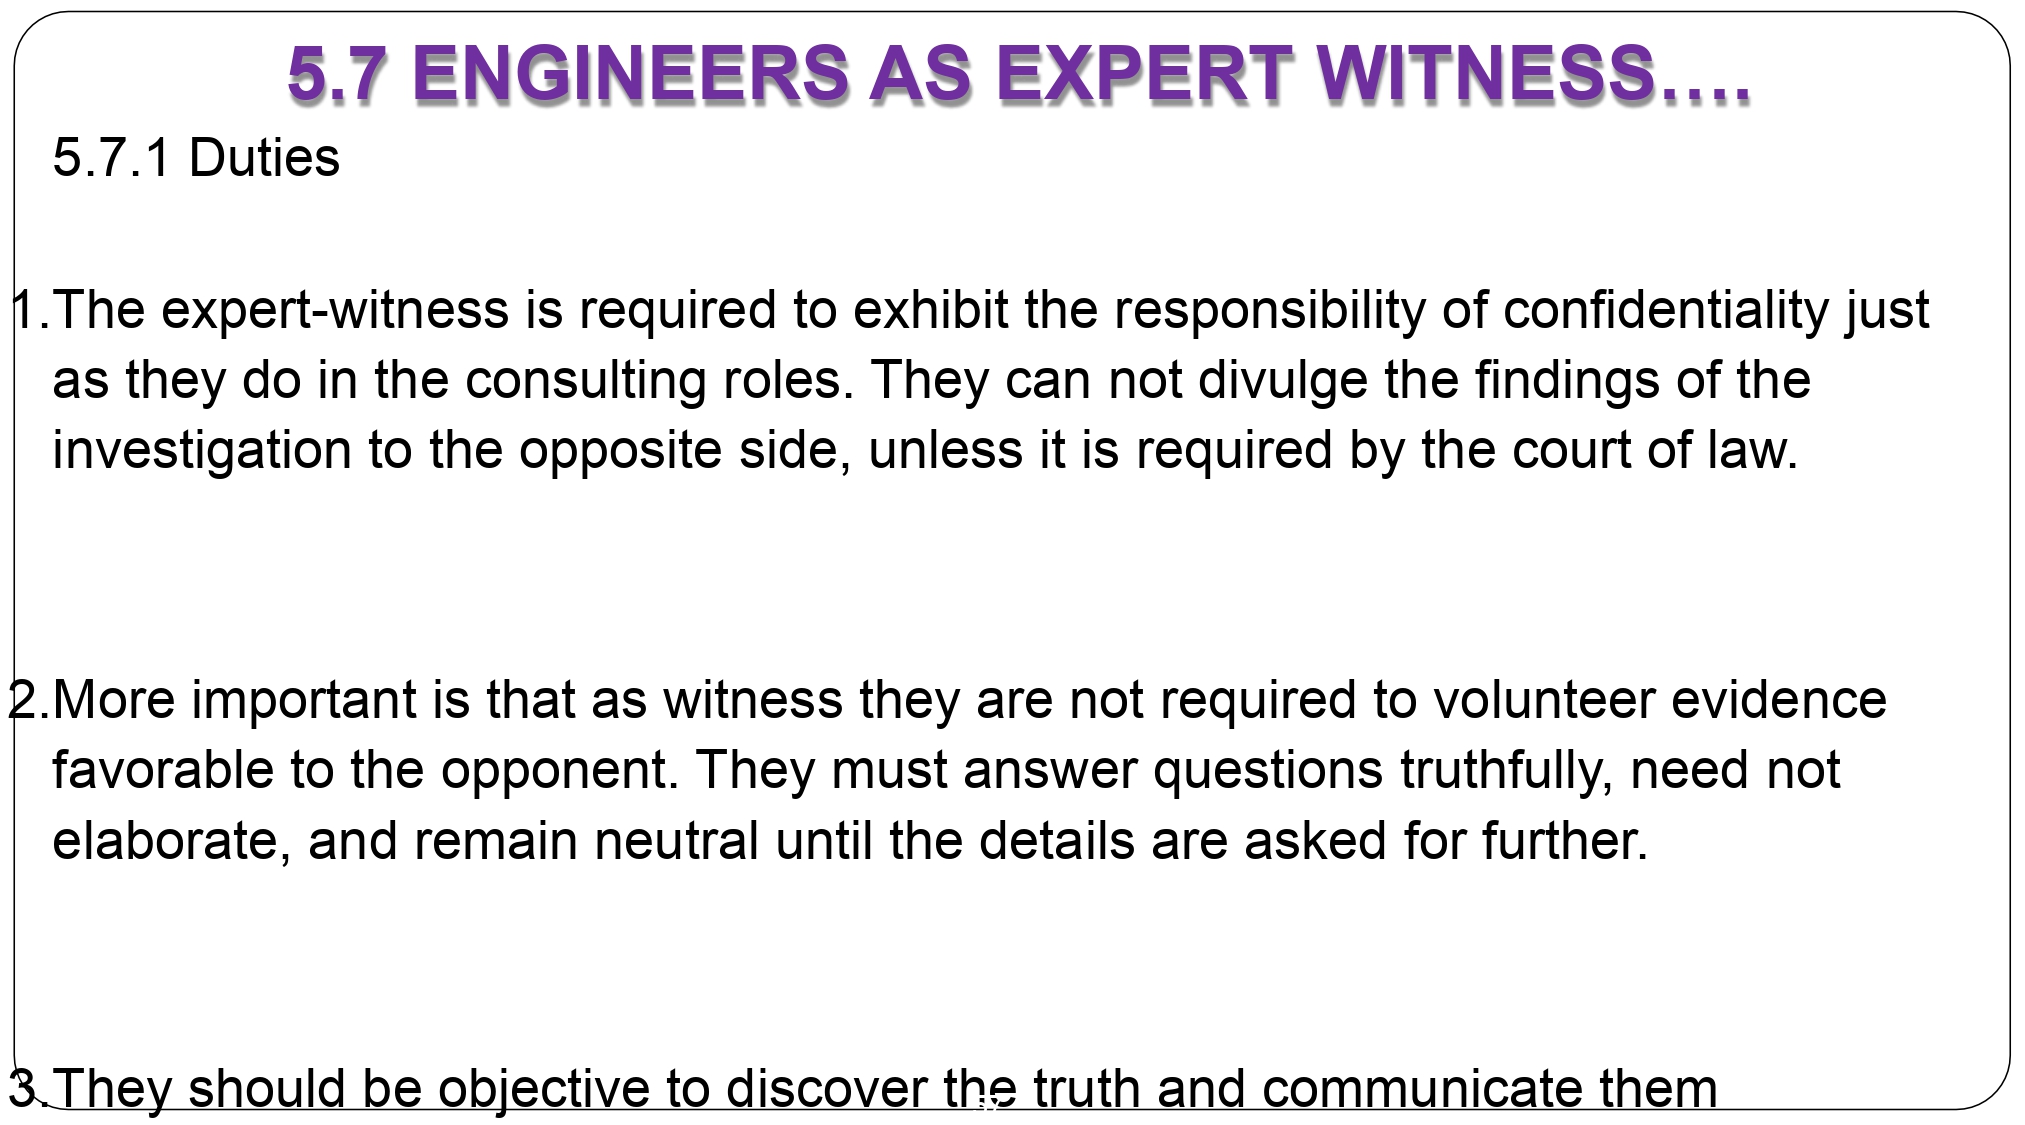 5.7 ENGINEERS AS EXPERT WITNESS….
5.7.1 Duties
1.The expert-witness is required to exhibit the responsibility of confidentiality just
as they do in the consulting roles. They can not divulge the findings of the
investigation to the opposite side, unless it is required by the court of law.
2.More important is that as witness they are not required to volunteer evidence
favorable to the opponent. They must answer questions truthfully, need not
elaborate, and remain neutral until the details are asked for further.
3.They should be objective to discover the truth and communicate them